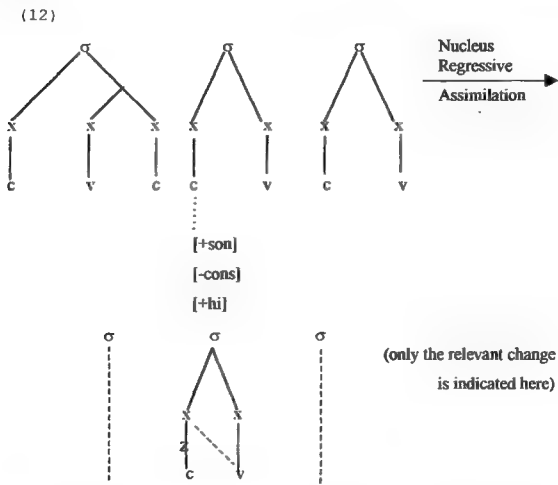 (12)
σ σ σ Nucleus
Regressive
Assimilation
x x x x x x x
c v c c v c v
[+son]
[-cons]
[+hi]
σ σ σ
(only the relevant change
is indicated here)
x x
z
c v